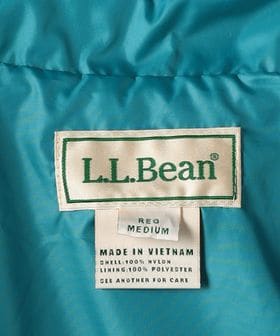 L.L.Bean®
REG
MEDIUM
MADE IN VIETNAM
SHELL:100% NYLON
LINING:100% POLYESTER
SEE ANOTHER FOR CARE